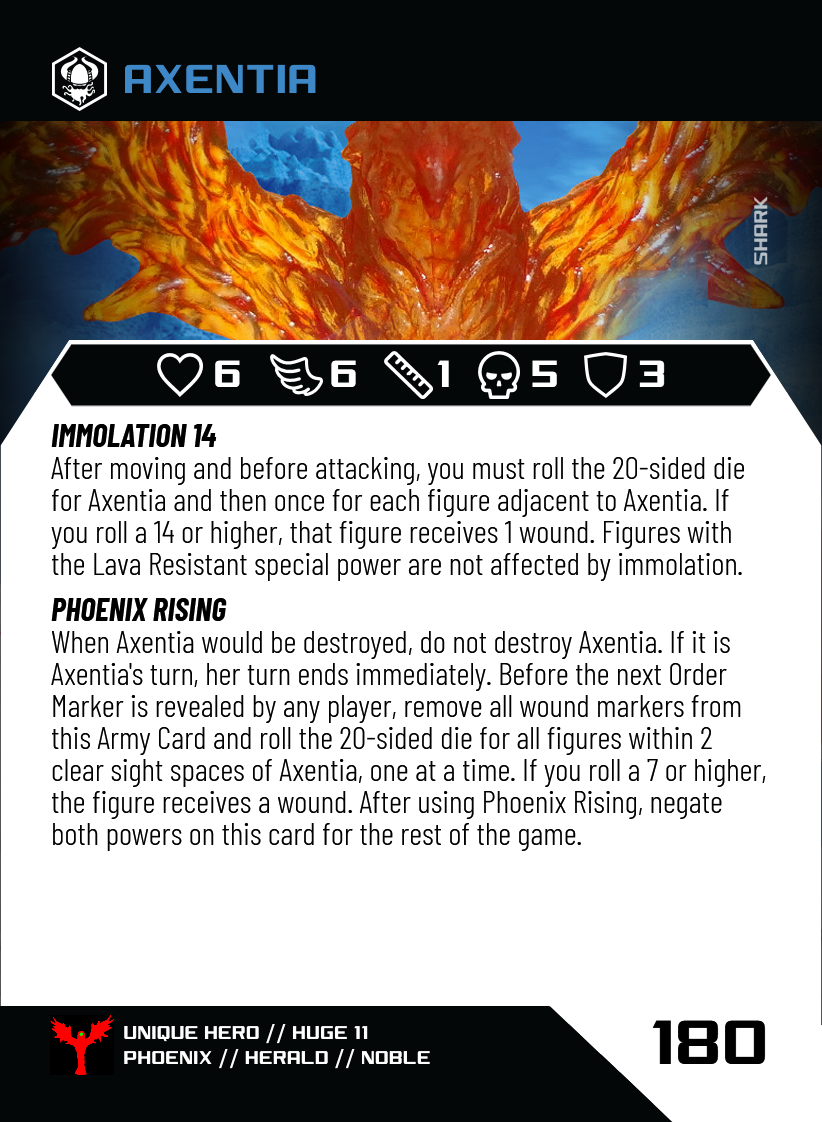 AXENTIA
SHARK
6 6 1 5 3
IMMOLATION 14
After moving and before attacking, you must roll the 20-sided die
for Axentia and then once for each figure adjacent to Axentia. If
you roll a 14 or higher, that figure receives 1 wound. Figures with
the Lava Resistant special power are not affected by immolation.
PHOENIX RISING
When Axentia would be destroyed, do not destroy Axentia. If it is
Axentia's turn, her turn ends immediately. Before the next Order
Marker is revealed by any player, remove all wound markers from
this Army Card and roll the 20-sided die for all figures within 2
clear sight spaces of Axentia, one at a time. If you roll a 7 or higher,
the figure receives a wound. After using Phoenix Rising, negate
both powers on this card for the rest of the game.
UNIQUE HERO // HUGE 11
PHOENIX // HERALD // NOBLE
180